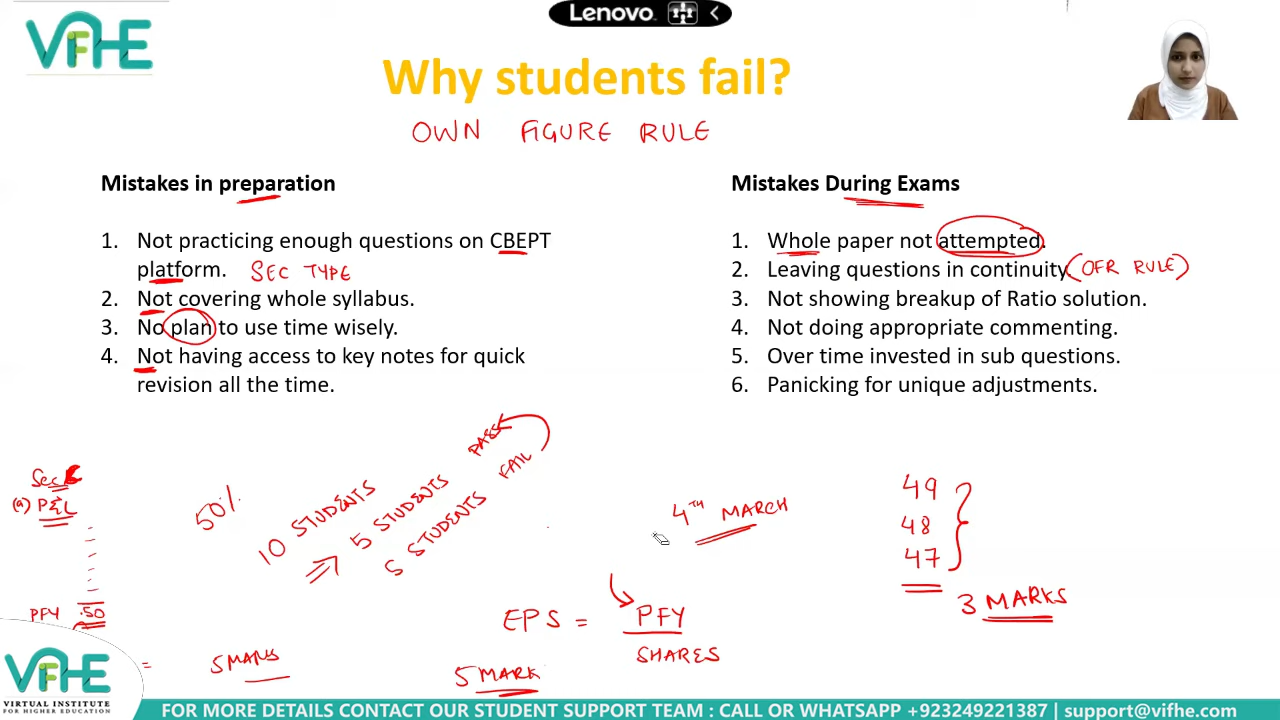 Lenovo
VFHE
Why students fail?
OWN FIGURE RULE
Mistakes in preparation
1. Not practicing enough questions on CBEPT
platform. SEC TYPE
2. Not covering whole syllabus.
3. No plan to use time wisely.
4. Not having access to key notes for quick
revision all the time.
Mistakes During Exams
1. Whole paper not attempted.
2. Leaving questions in continuity. (OFR RULE)
3. Not showing breakup of Ratio solution.
4. Not doing appropriate commenting.
5. Over time invested in sub questions.
6. Panicking for unique adjustments.
Sec C
(a) P&L
PFY .50
=
50%
10 STUDENTS
5 STUDENTS PASS
5 STUDENTS FAIL
4TH MARCH
49
48
47
3 MARKS
EPS = PFY
SHARES
5 MARKS
5 MARK
VFHE
VIRTUAL INSTITUTE
FOR HIGHER EDUCATION
FOR MORE DETAILS CONTACT OUR STUDENT SUPPORT TEAM : CALL OR WHATSAPP +923249221387 | support@vifhe.com